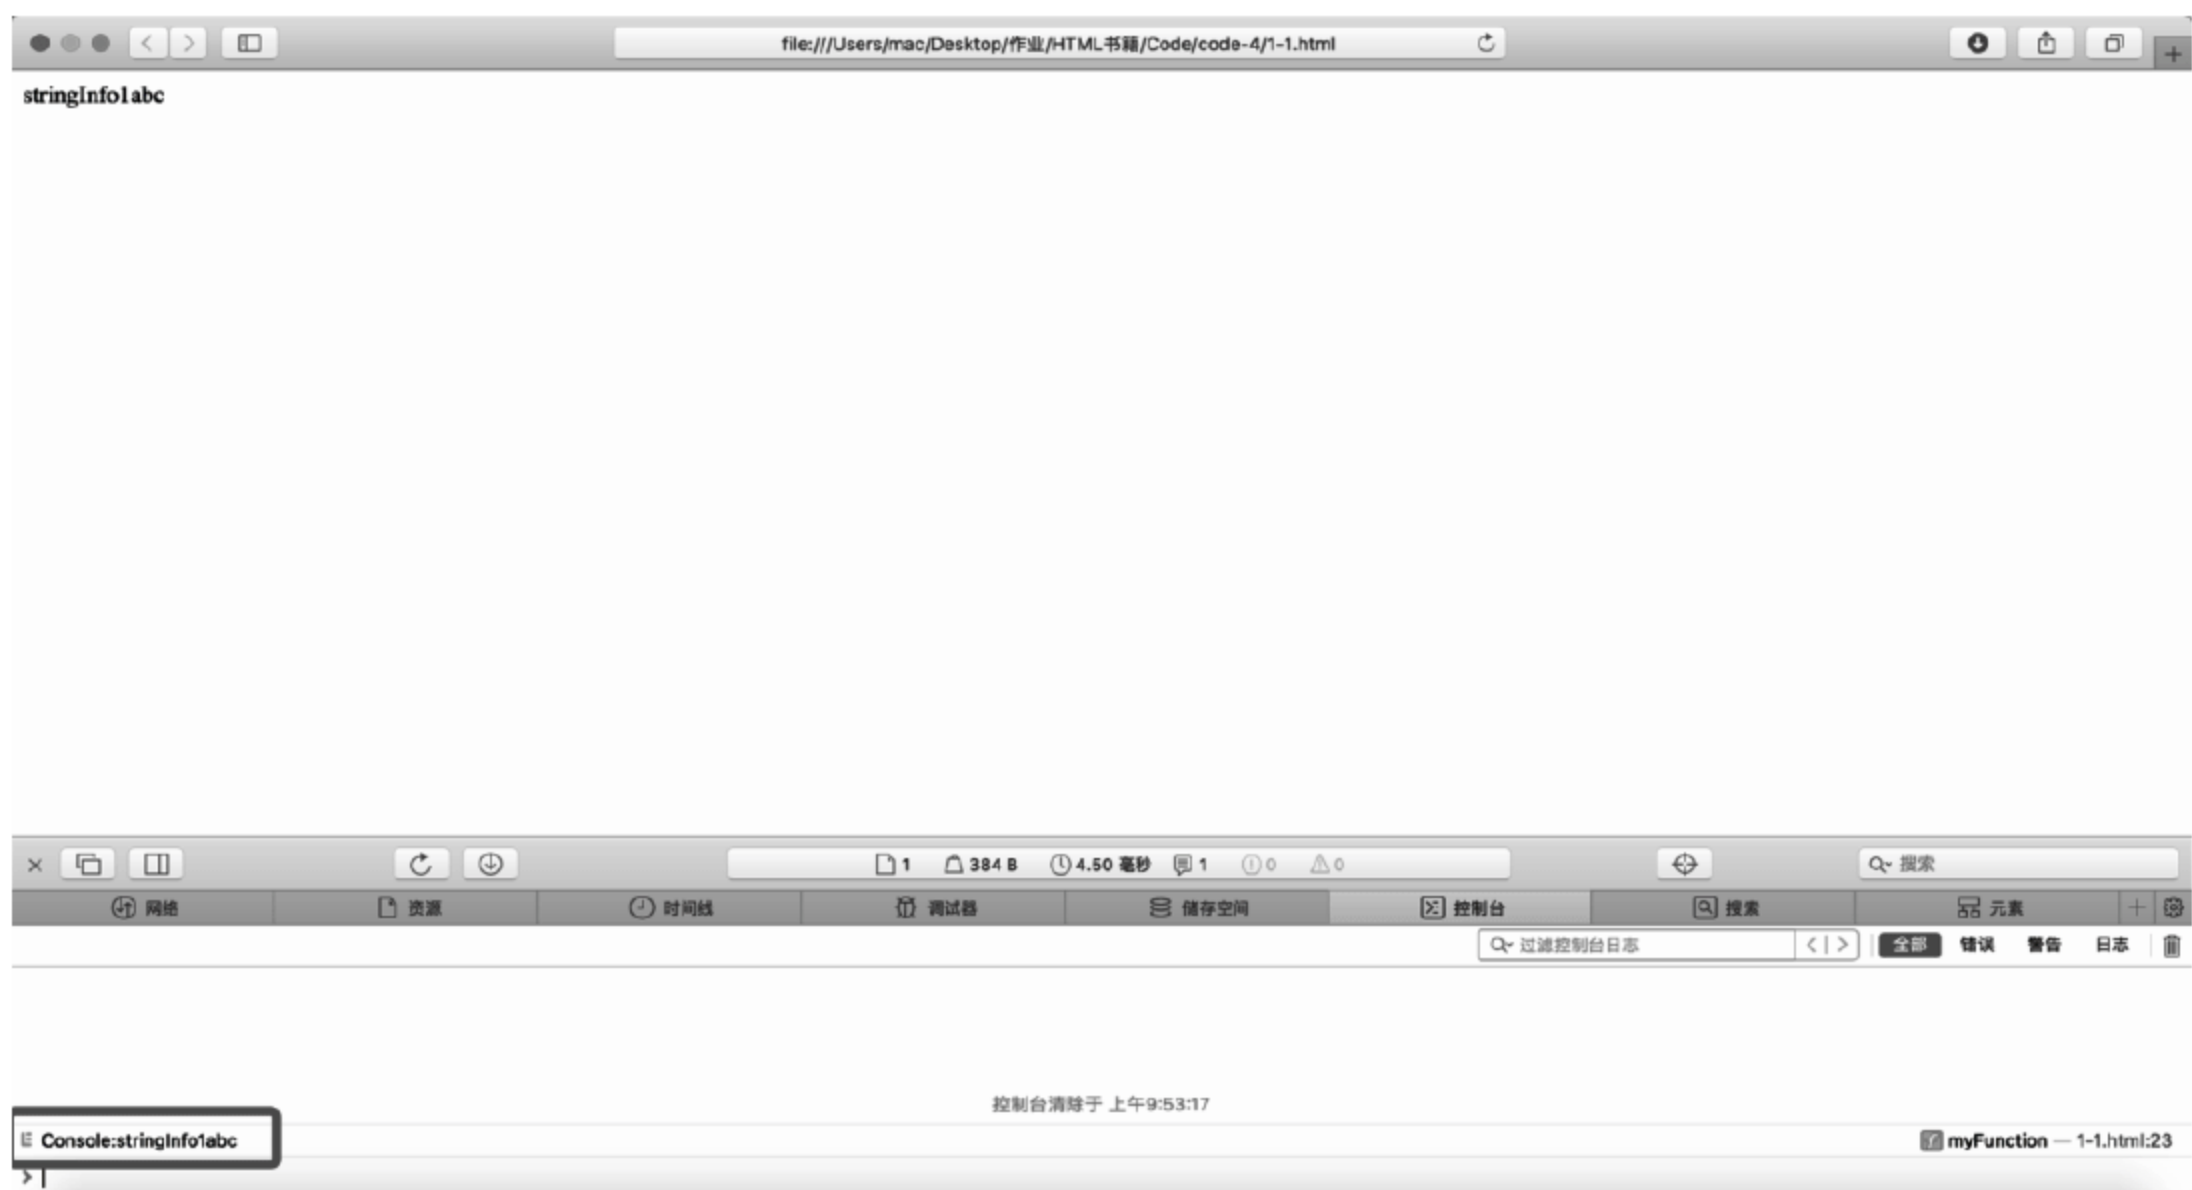 file:///Users/mac/Desktop/作业/HTML书籍/Code/code-4/1-1.html
stringInfo1abc
1 384 B 4.50 毫秒 1 0 0 搜索
网络 资源 时间线 调试器 储存空间 控制台 搜索 元素
过滤控制台日志 全部 错误 警告 日志
控制台清除于 上午9:53:17
Console:stringInfo1abc myFunction — 1-1.html:23